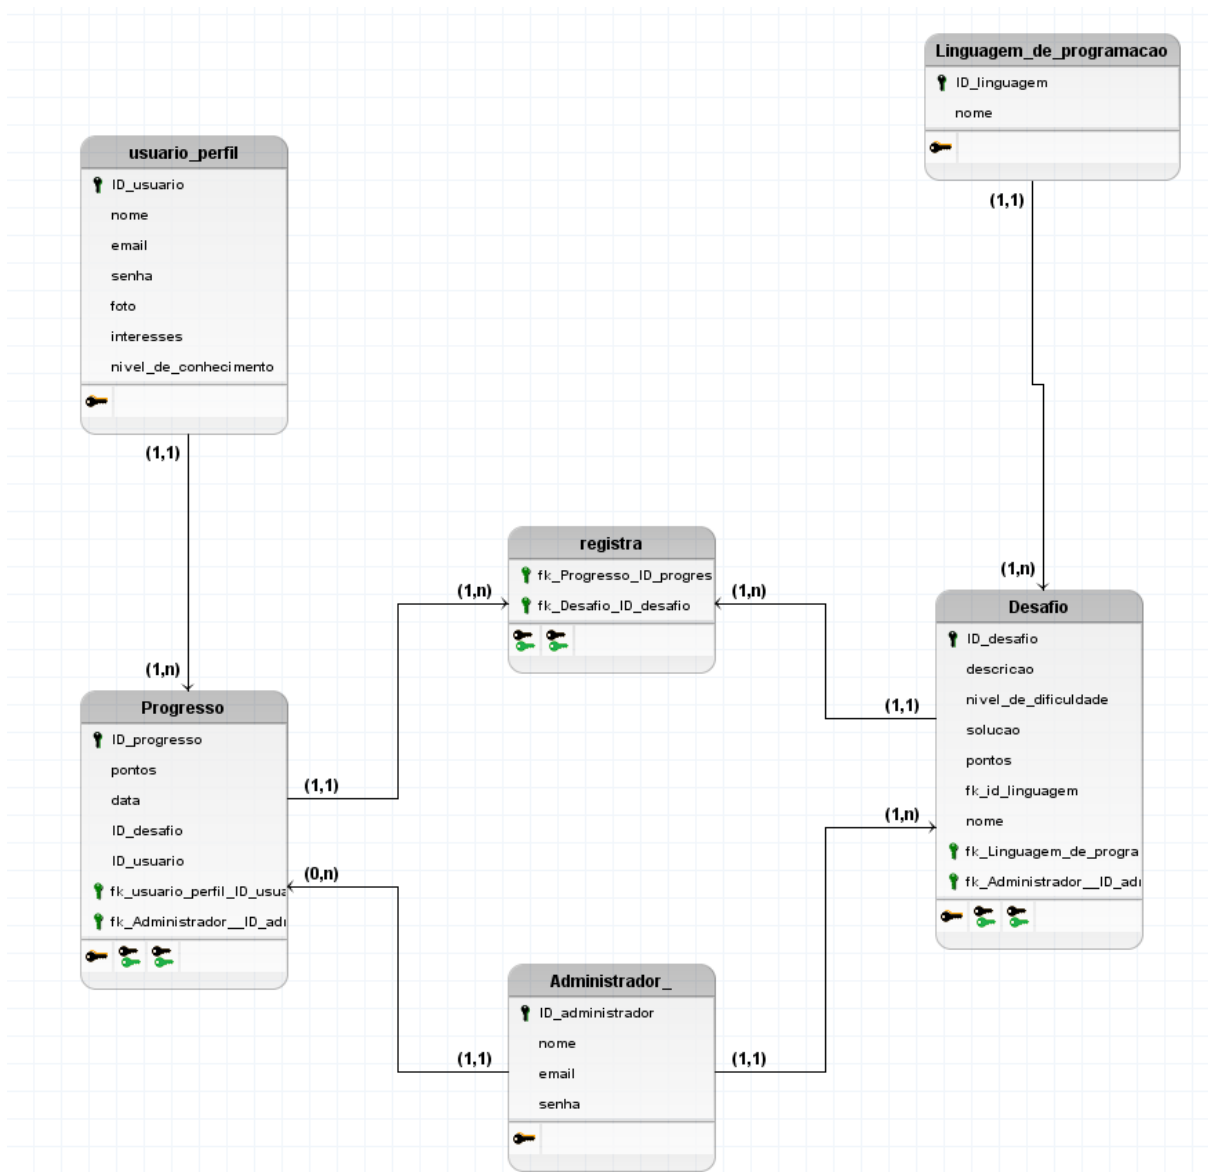 Linguagem_de_programacao
ID_linguagem
nome
(1,1)
usuario_perfil
ID_usuario
nome
email
senha
foto
interesses
nivel_de_conhecimento
(1,1)
registra
fk_Progresso_ID_progres
fk_Desafio_ID_desafio
(1,n)
(1,n)
(1,n)
Desafio
ID_desafio
descricao
nivel_de_dificuldade
solucao
pontos
fk_id_linguagem
nome
fk_Linguagem_de_progra
fk_Administrador__ID_adı
(1,1)
(1,n)
(1,n)
Progresso
ID_progresso
pontos
data
ID_desafio
ID_usuario
fk_usuario_perfil_ID_usua
fk_Administrador__ID_adı
(1,1)
(0,n)
Administrador_
ID_administrador
nome
email
senha
(1,1)
(1,1)